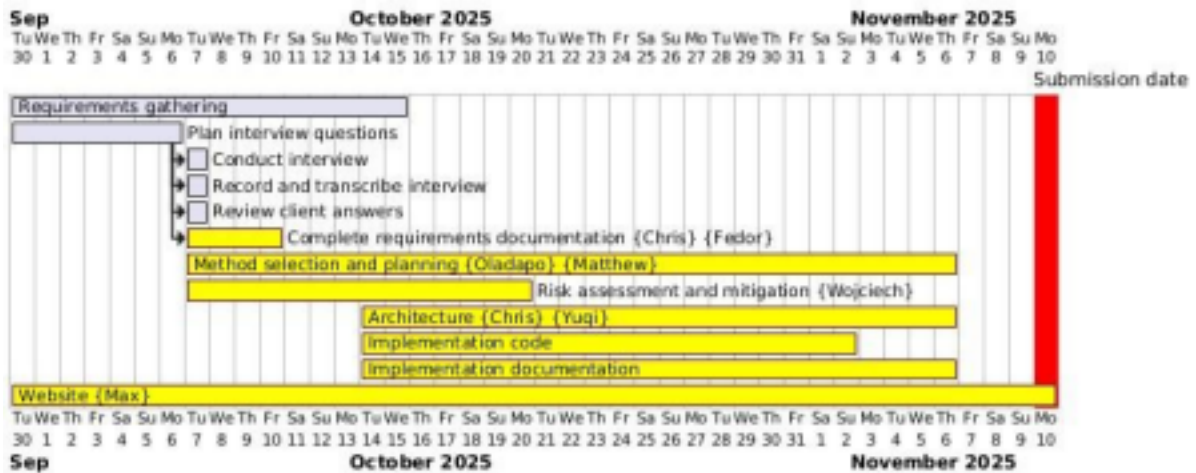 Sep October 2025 November 2025
Tu We Th Fr Sa Su Mo Tu We Th Fr Sa Su Mo Tu We Th Fr Sa Su Mo Tu We Th Fr Sa Su Mo Tu We Th Fr Sa Su Mo Tu We Th Fr Sa Su Mo
30 1 2 3 4 5 6 7 8 9 10 11 12 13 14 15 16 17 18 19 20 21 22 23 24 25 26 27 28 29 30 31 1 2 3 4 5 6 7 8 9 10
Submission date
Requirements gathering
Plan interview questions
Conduct interview
Record and transcribe interview
Review client answers
Complete requirements documentation {Chris} {Fedor}
Method selection and planning {Oladapo} {Matthew}
Risk assessment and mitigation {Wojciech}
Architecture {Chris} {Yuqi}
Implementation code
Implementation documentation
Website {Max}
Tu We Th Fr Sa Su Mo Tu We Th Fr Sa Su Mo Tu We Th Fr Sa Su Mo Tu We Th Fr Sa Su Mo Tu We Th Fr Sa Su Mo Tu We Th Fr Sa Su Mo
30 1 2 3 4 5 6 7 8 9 10 11 12 13 14 15 16 17 18 19 20 21 22 23 24 25 26 27 28 29 30 31 1 2 3 4 5 6 7 8 9 10
Sep October 2025 November 2025